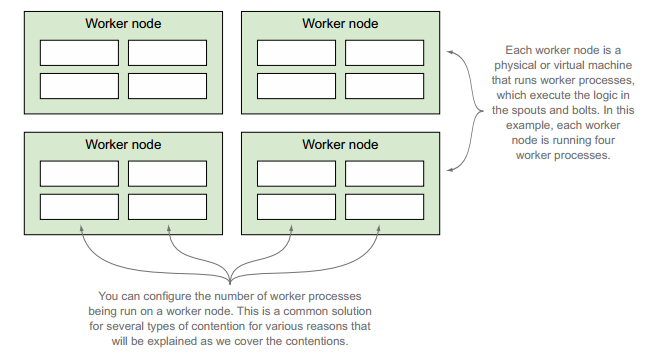 Worker node
Worker node
Each worker node is a
physical or virtual machine
that runs worker processes,
which execute the logic in
the spouts and bolts. In this
example, each worker
node is running four
worker processes.
Worker node
Worker node
You can configure the number of worker processes
being run on a worker node. This is a common solution
for several types of contention for various reasons that
will be explained as we cover the contentions.